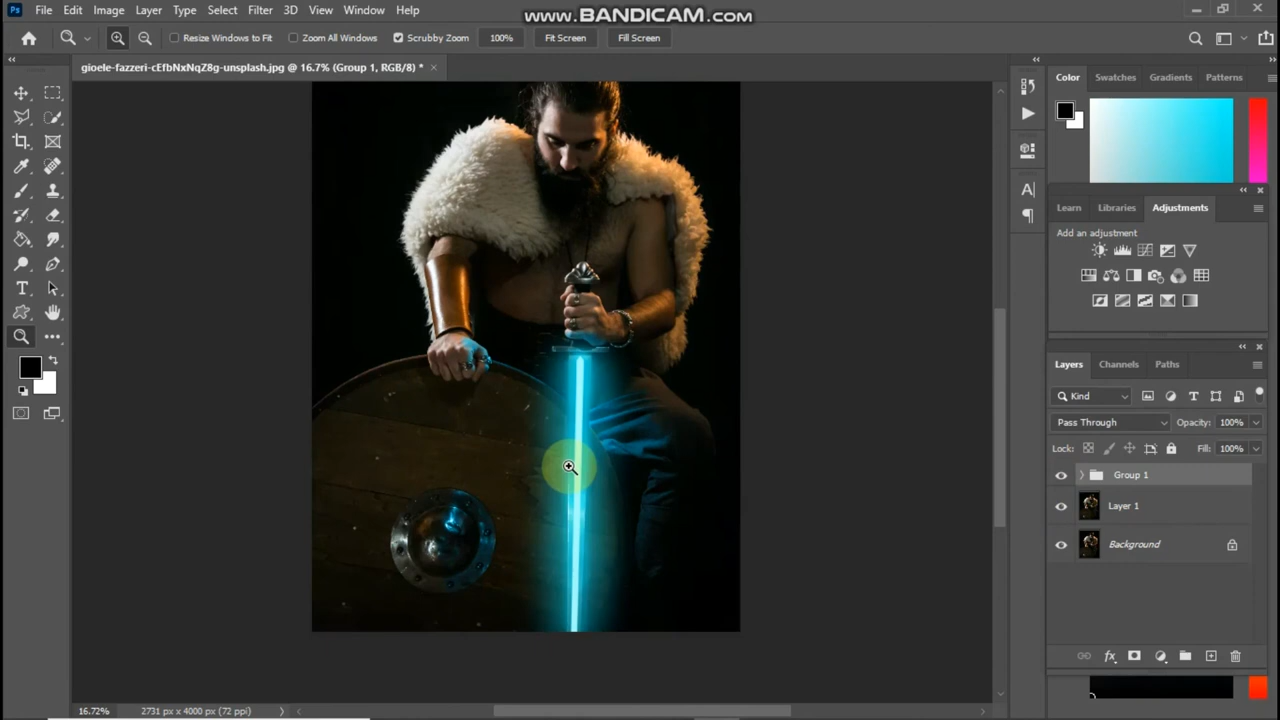 Ps File Edit Image Layer Type Select Filter 3D View Window Help
www.BANDICAM.com
Resize Windows to Fit Zoom All Windows Scrubby Zoom 100% Fit Screen Fill Screen
gioele-fazzeri-cEfbNxNqZ8g-unsplash.jpg @ 16.7% (Group 1, RGB/8) *
Color Swatches Gradients Patterns
Learn Libraries Adjustments
Add an adjustment
Layers Channels Paths
Kind
Pass Through Opacity: 100%
Lock: Fill: 100%
Group 1
Layer 1
Background
fx
16.72% 2731 px x 4000 px (72 ppi)